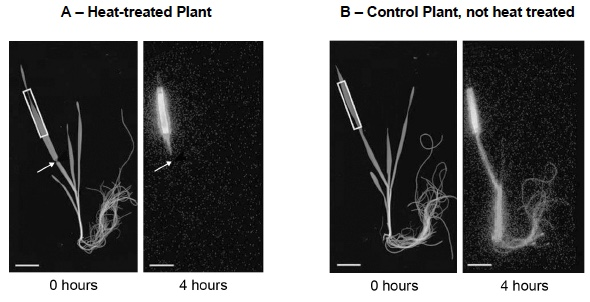 A – Heat-treated Plant
B – Control Plant, not heat treated
0 hours
4 hours
0 hours
4 hours